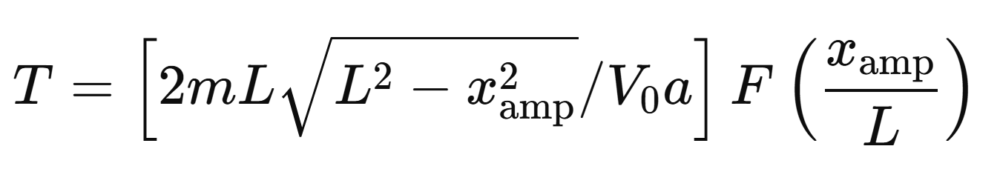 T = [2mL√(L² − x²_amp)/V₀a] F(x_amp/L)